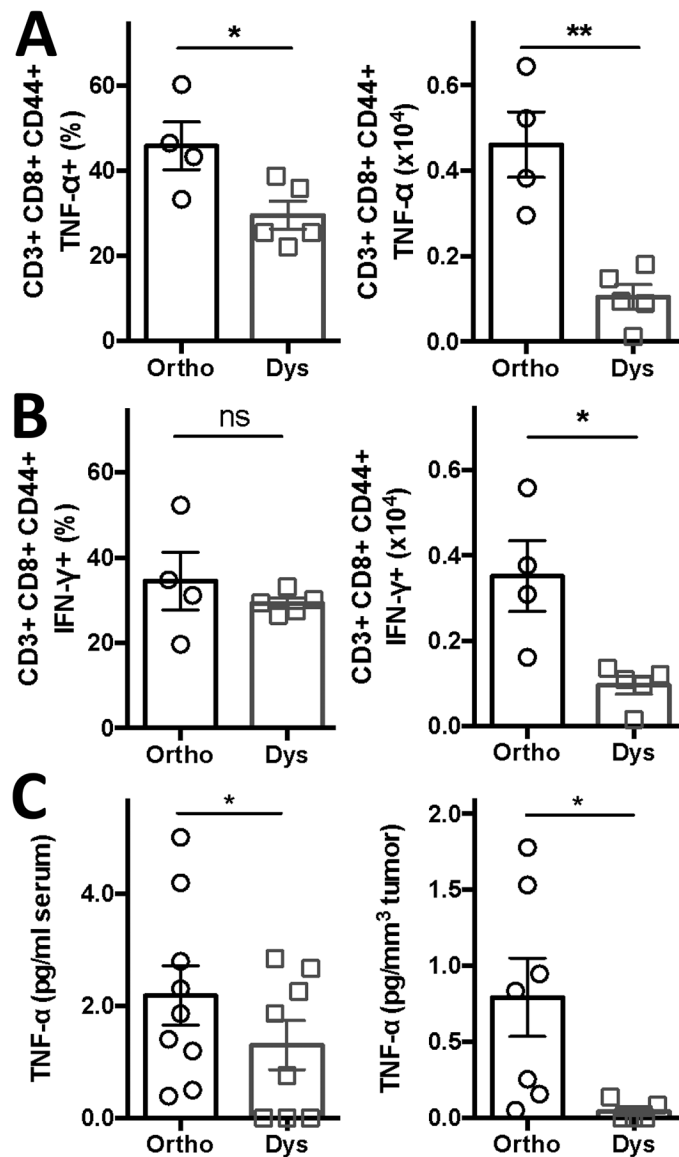 A
CD3+ CD8+ CD44+
TNF-α+ (%)
60
40
20
0
*
Ortho
Dys
CD3+ CD8+ CD44+
TNF-α (x10⁴)
0.6
0.4
0.2
0.0
**
Ortho
Dys
B
CD3+ CD8+ CD44+
IFN-γ+ (%)
60
40
20
0
ns
Ortho
Dys
CD3+ CD8+ CD44+
IFN-γ+ (x10⁴)
0.6
0.4
0.2
0.0
*
Ortho
Dys
C
TNF-α (pg/ml serum)
4.0
2.0
0.0
*
Ortho
Dys
TNF-α (pg/mm³ tumor)
2.0
1.5
1.0
0.5
0.0
*
Ortho
Dys